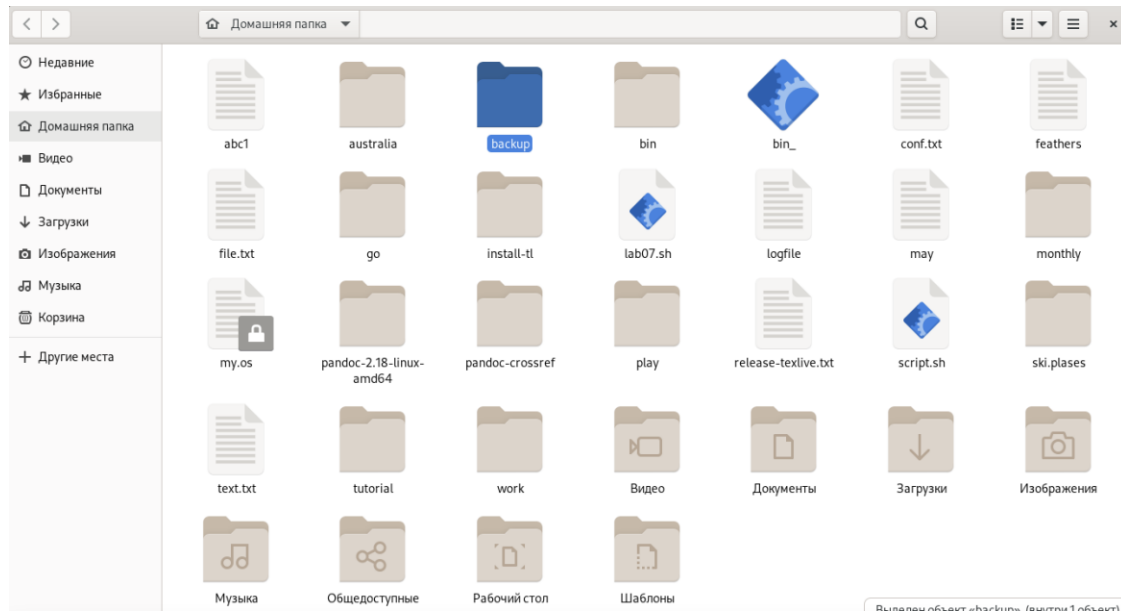 Домашняя папка
Недавние
Избранные
Домашняя папка
Видео
Документы
Загрузки
Изображения
Музыка
Корзина
Другие места
abc1
australia
backup
bin
bin_
conf.txt
feathers
file.txt
go
install-tl
lab07.sh
logfile
may
monthly
my.os
pandoc-2.18-linux-
amd64
pandoc-crossref
play
release-texlive.txt
script.sh
ski.plases
text.txt
tutorial
work
Видео
Документы
Загрузки
Изображения
Музыка
Общедоступные
Рабочий стол
Шаблоны
Выделен объект «backup» (внутри 1 объект)